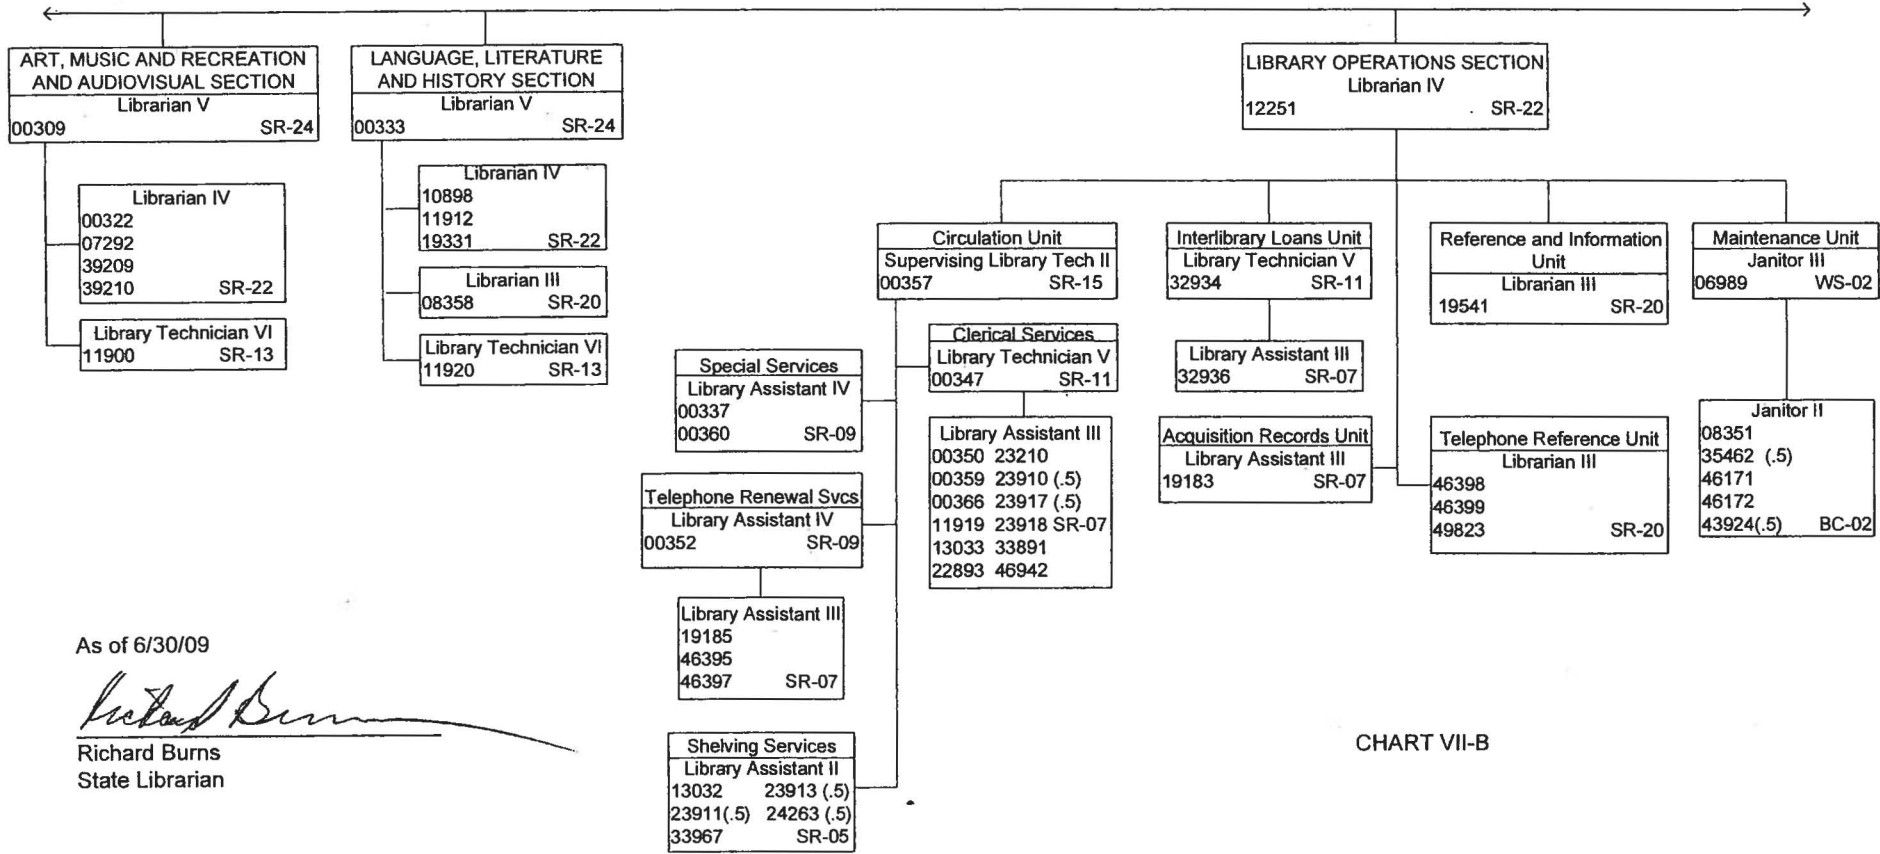 ART, MUSIC AND RECREATION
AND AUDIOVISUAL SECTION
Librarian V
00309 SR-24
Librarian IV
00322
07292
39209
39210 SR-22
Library Technician VI
11900 SR-13
LANGUAGE, LITERATURE
AND HISTORY SECTION
Librarian V
00333 SR-24
Librarian IV
10898
11912
19331 SR-22
Librarian III
08358 SR-20
Library Technician VI
11920 SR-13
LIBRARY OPERATIONS SECTION
Librarian IV
12251 SR-22
Circulation Unit
Supervising Library Tech II
00357 SR-15
Clerical Services
Library Technician V
00347 SR-11
Library Assistant III
00350 23210
00359 23910 (.5)
00366 23917 (.5)
11919 23918 SR-07
13033 33891
22893 46942
Special Services
Library Assistant IV
00337
00360 SR-09
Telephone Renewal Svcs
Library Assistant IV
00352 SR-09
Library Assistant III
19185
46395
46397 SR-07
Shelving Services
Library Assistant II
13032 23913 (.5)
23911(.5) 24263 (.5)
33967 SR-05
Interlibrary Loans Unit
Library Technician V
32934 SR-11
Library Assistant III
32936 SR-07
Acquisition Records Unit
Library Assistant III
19183 SR-07
Reference and Information
Unit
Librarian III
19541 SR-20
Telephone Reference Unit
Librarian III
46398
46399
49823 SR-20
Maintenance Unit
Janitor III
06989 WS-02
Janitor II
08351
35462 (.5)
46171
46172
43924(.5) BC-02
As of 6/30/09
Richard Burns
Richard Burns
State Librarian
CHART VII-B